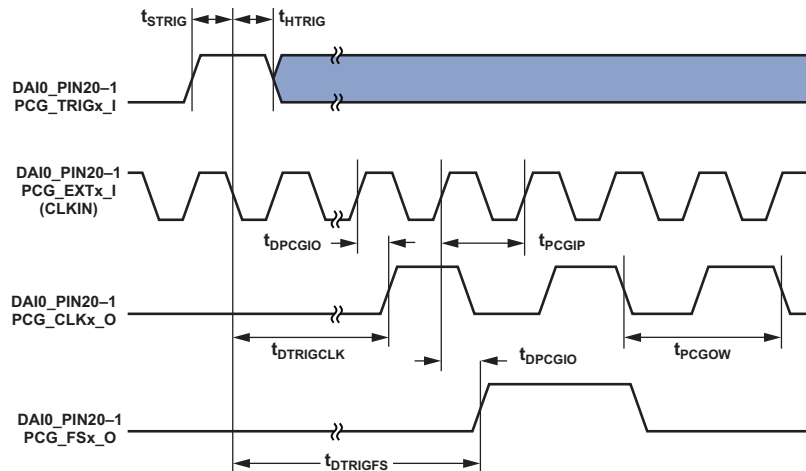 tSTRIG
tHTRIG
DAI0_PIN20–1
PCG_TRIGx_I
DAI0_PIN20–1
PCG_EXTx_I
(CLKIN)
tDPCGIO
tPCGIP
DAI0_PIN20–1
PCG_CLKx_O
tDTRIGCLK
tDPCGIO
tPCGOW
DAI0_PIN20–1
PCG_FSx_O
tDTRIGFS